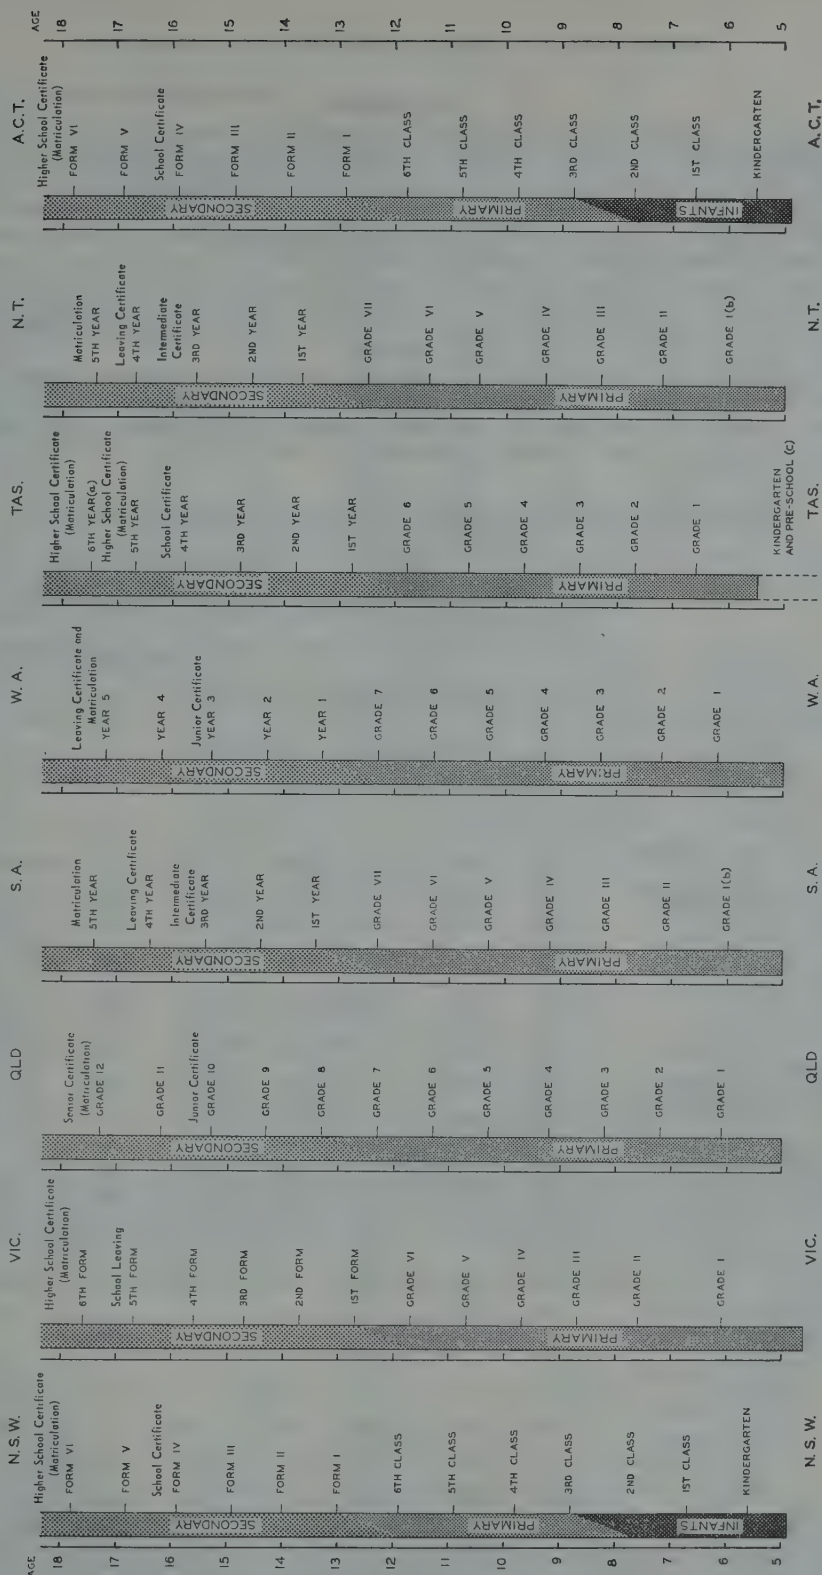 AGE
18
17
16
15
14
13
12
11
10
9
8
7
6
5
N.S.W.
Higher School Certificate
(Matriculation)
FORM VI
FORM V
School Certificate
FORM IV
FORM III
FORM II
FORM I
6TH CLASS
5TH CLASS
4TH CLASS
3RD CLASS
2ND CLASS
1ST CLASS
KINDERGARTEN
SECONDARY
PRIMARY
INFANTS
N.S.W.
VIC.
Higher School Certificate
(Matriculation)
6TH FORM
School Leaving
5TH FORM
4TH FORM
3RD FORM
2ND FORM
1ST FORM
GRADE VI
GRADE V
GRADE IV
GRADE III
GRADE II
GRADE I
SECONDARY
PRIMARY
VIC.
QLD
Senior Certificate
(Matriculation)
GRADE 12
GRADE 11
Junior Certificate
GRADE 10
GRADE 9
GRADE 8
GRADE 7
GRADE 6
GRADE 5
GRADE 4
GRADE 3
GRADE 2
GRADE 1
SECONDARY
PRIMARY
QLD
S.A.
Matriculation
5TH YEAR
Leaving Certificate
4TH YEAR
Intermediate
Certificate
3RD YEAR
2ND YEAR
1ST YEAR
GRADE VII
GRADE VI
GRADE V
GRADE IV
GRADE III
GRADE II
GRADE I(b)
SECONDARY
PRIMARY
S.A.
W.A.
Leaving Certificate and
Matriculation
YEAR 5
YEAR 4
Junior Certificate
YEAR 3
YEAR 2
YEAR 1
GRADE 7
GRADE 6
GRADE 5
GRADE 4
GRADE 3
GRADE 2
GRADE 1
SECONDARY
PRIMARY
W.A.
TAS.
Higher School Certificate
(Matriculation)
6TH YEAR(a)
Higher School Certificate
(Matriculation)
5TH YEAR
School Certificate
4TH YEAR
3RD YEAR
2ND YEAR
1ST YEAR
GRADE 6
GRADE 5
GRADE 4
GRADE 3
GRADE 2
GRADE 1
KINDERGARTEN
AND PRE-SCHOOL (c)
SECONDARY
PRIMARY
TAS.
N.T.
Matriculation
5TH YEAR
Leaving Certificate
4TH YEAR
Intermediate
Certificate
3RD YEAR
2ND YEAR
1ST YEAR
GRADE VII
GRADE VI
GRADE V
GRADE IV
GRADE III
GRADE II
GRADE I(b)
SECONDARY
PRIMARY
N.T.
A.C.T.
Higher School Certificate
(Matriculation)
FORM VI
FORM V
School Certificate
FORM IV
FORM III
FORM II
FORM I
6TH CLASS
5TH CLASS
4TH CLASS
3RD CLASS
2ND CLASS
1ST CLASS
KINDERGARTEN
SECONDARY
PRIMARY
INFANTS
A.C.T.
AGE
18
17
16
15
14
13
12
11
10
9
8
7
6
5